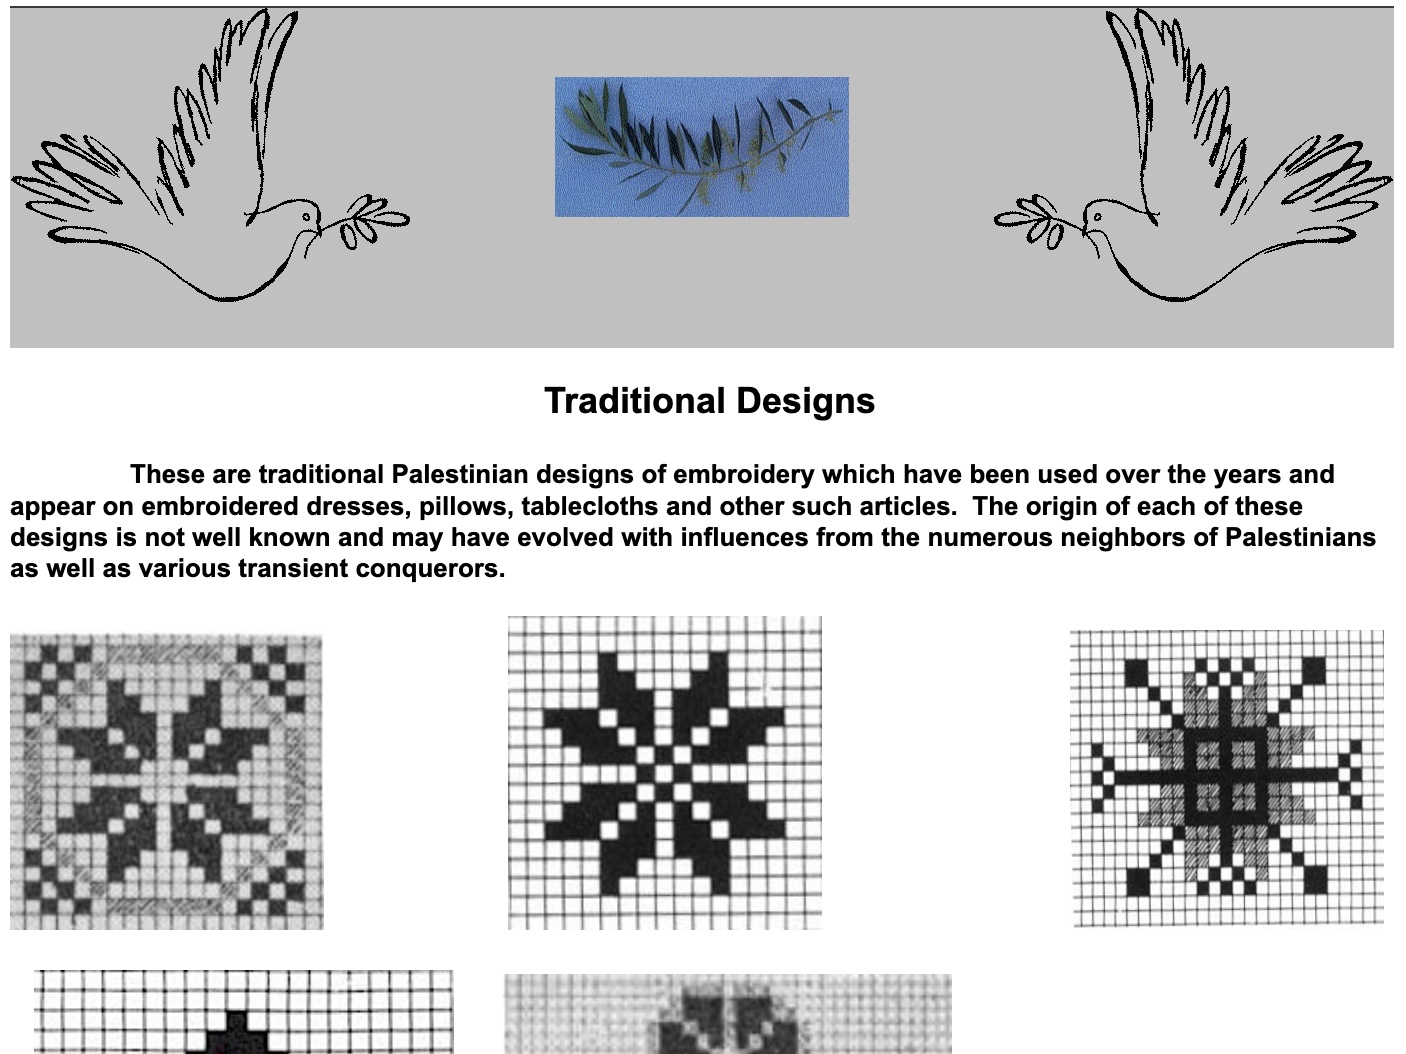 Traditional Designs
These are traditional Palestinian designs of embroidery which have been used over the years and
appear on embroidered dresses, pillows, tablecloths and other such articles.  The origin of each of these
designs is not well known and may have evolved with influences from the numerous neighbors of Palestinians
as well as various transient conquerors.